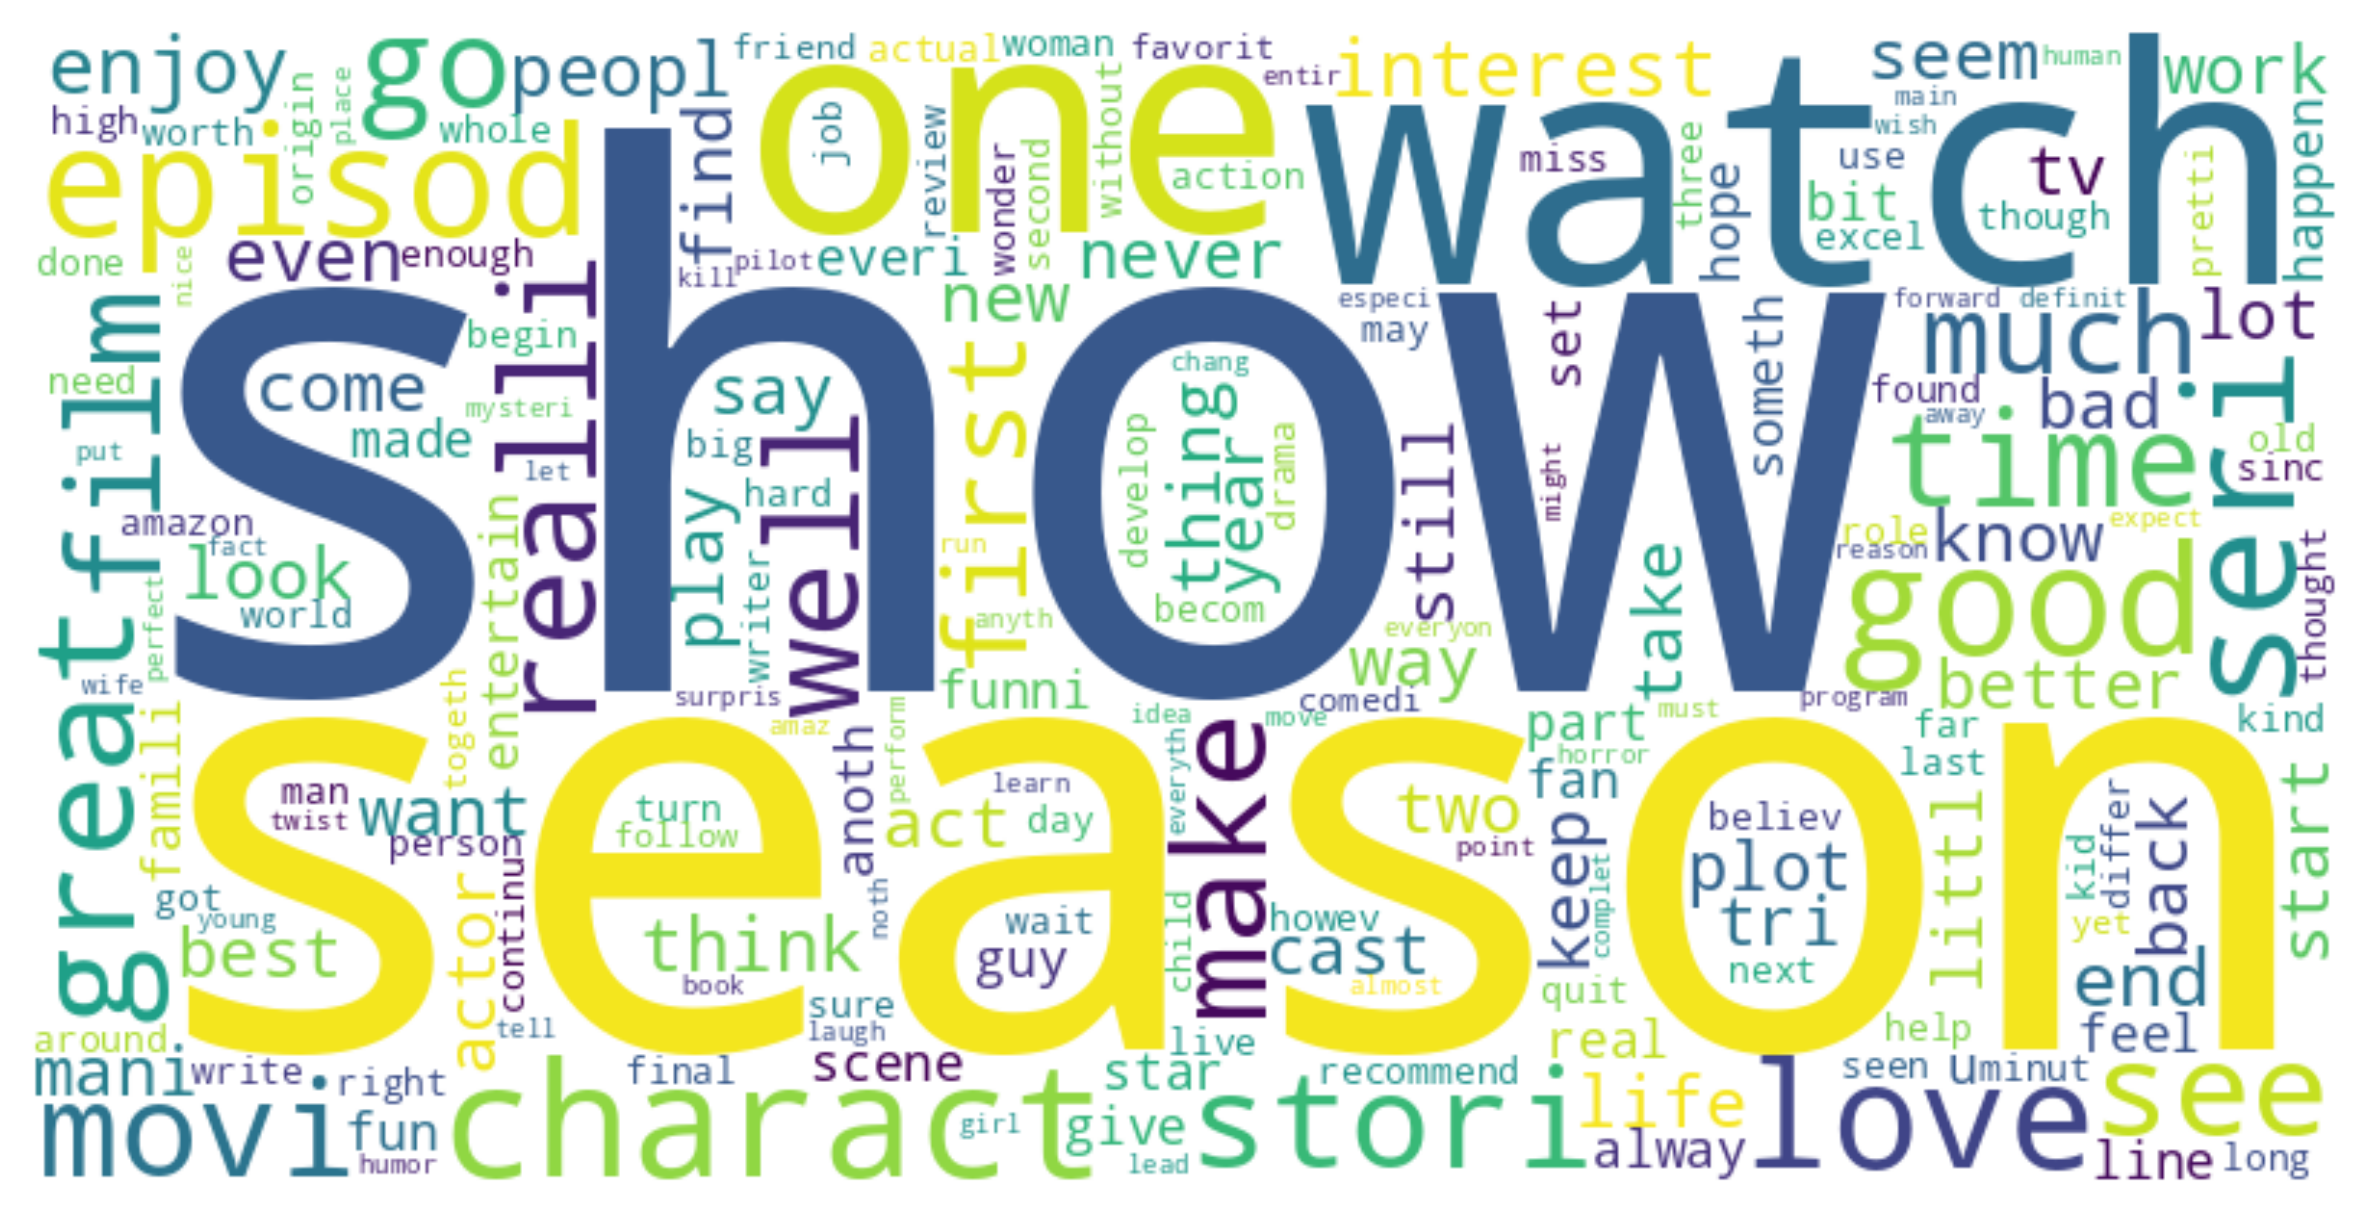 enjoy
go
peopl
friend
actual
woman
favorit
entir
interest
seem
human
work
high
worth
origin
place
whole
find
one
job
review
wonder
second
without
action
watch
miss
three
hope
main
wish
use
bit
excel
tv
though
pretti
happen
episod
done
nice
even
enough
kill
pilot
everi
never
new
film
show
reall
begin
come
made
mysteri
let
say
big
hard
well
play
writer
first
run
anyth
chang
thing
year
develop
drama
becom
especi
may
set
still
might
someth
forward
definit
much
lot
found
away
bad
time
seri
old
sinc
role
reason
know
expect
thought
good
take
way
everyon
better
need
put
amazon
fact
look
world
perfect
great
wife
entertain
surpris
funni
comedi
program
season
famili
togeth
amaz
perform
anoth
idea
move
everyth
make
part
must
horror
fan
far
last
kind
man
twist
want
person
turn
follow
learn
act
day
two
point
believ
plot
tri
next
keep
complet
littl
kid
differ
yet
back
start
got
young
best
actor
continu
think
book
noth
wait
guy
child
howev
cast
almost
quit
end
feel
help
around
tell
sure
laugh
live
real
mani
write
right
final
scene
star
recommend
life
seen
u
minut
see
movi
fun
humor
charact
girl
give
lead
stori
alway
love
line
long